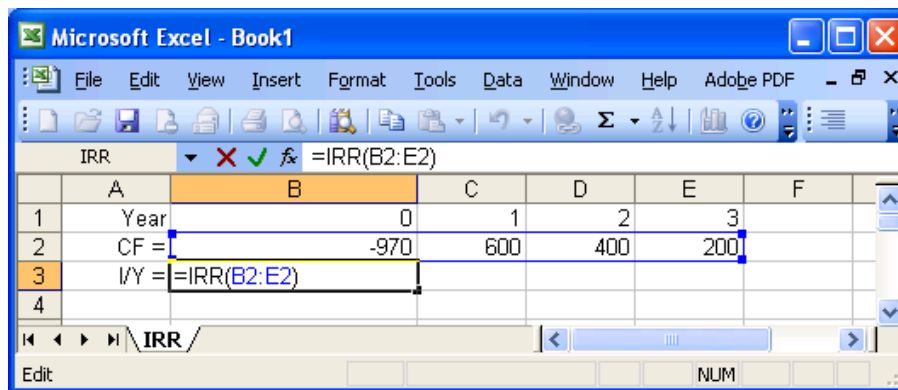 Microsoft Excel - Book1
File Edit View Insert Format Tools Data Window Help Adobe PDF
Σ
IRR fx =IRR(B2:E2)
A B C D E F
1 Year 0 1 2 3
2 CF = -970 600 400 200
3 I/Y = =IRR(B2:E2)
4
IRR
Edit NUM